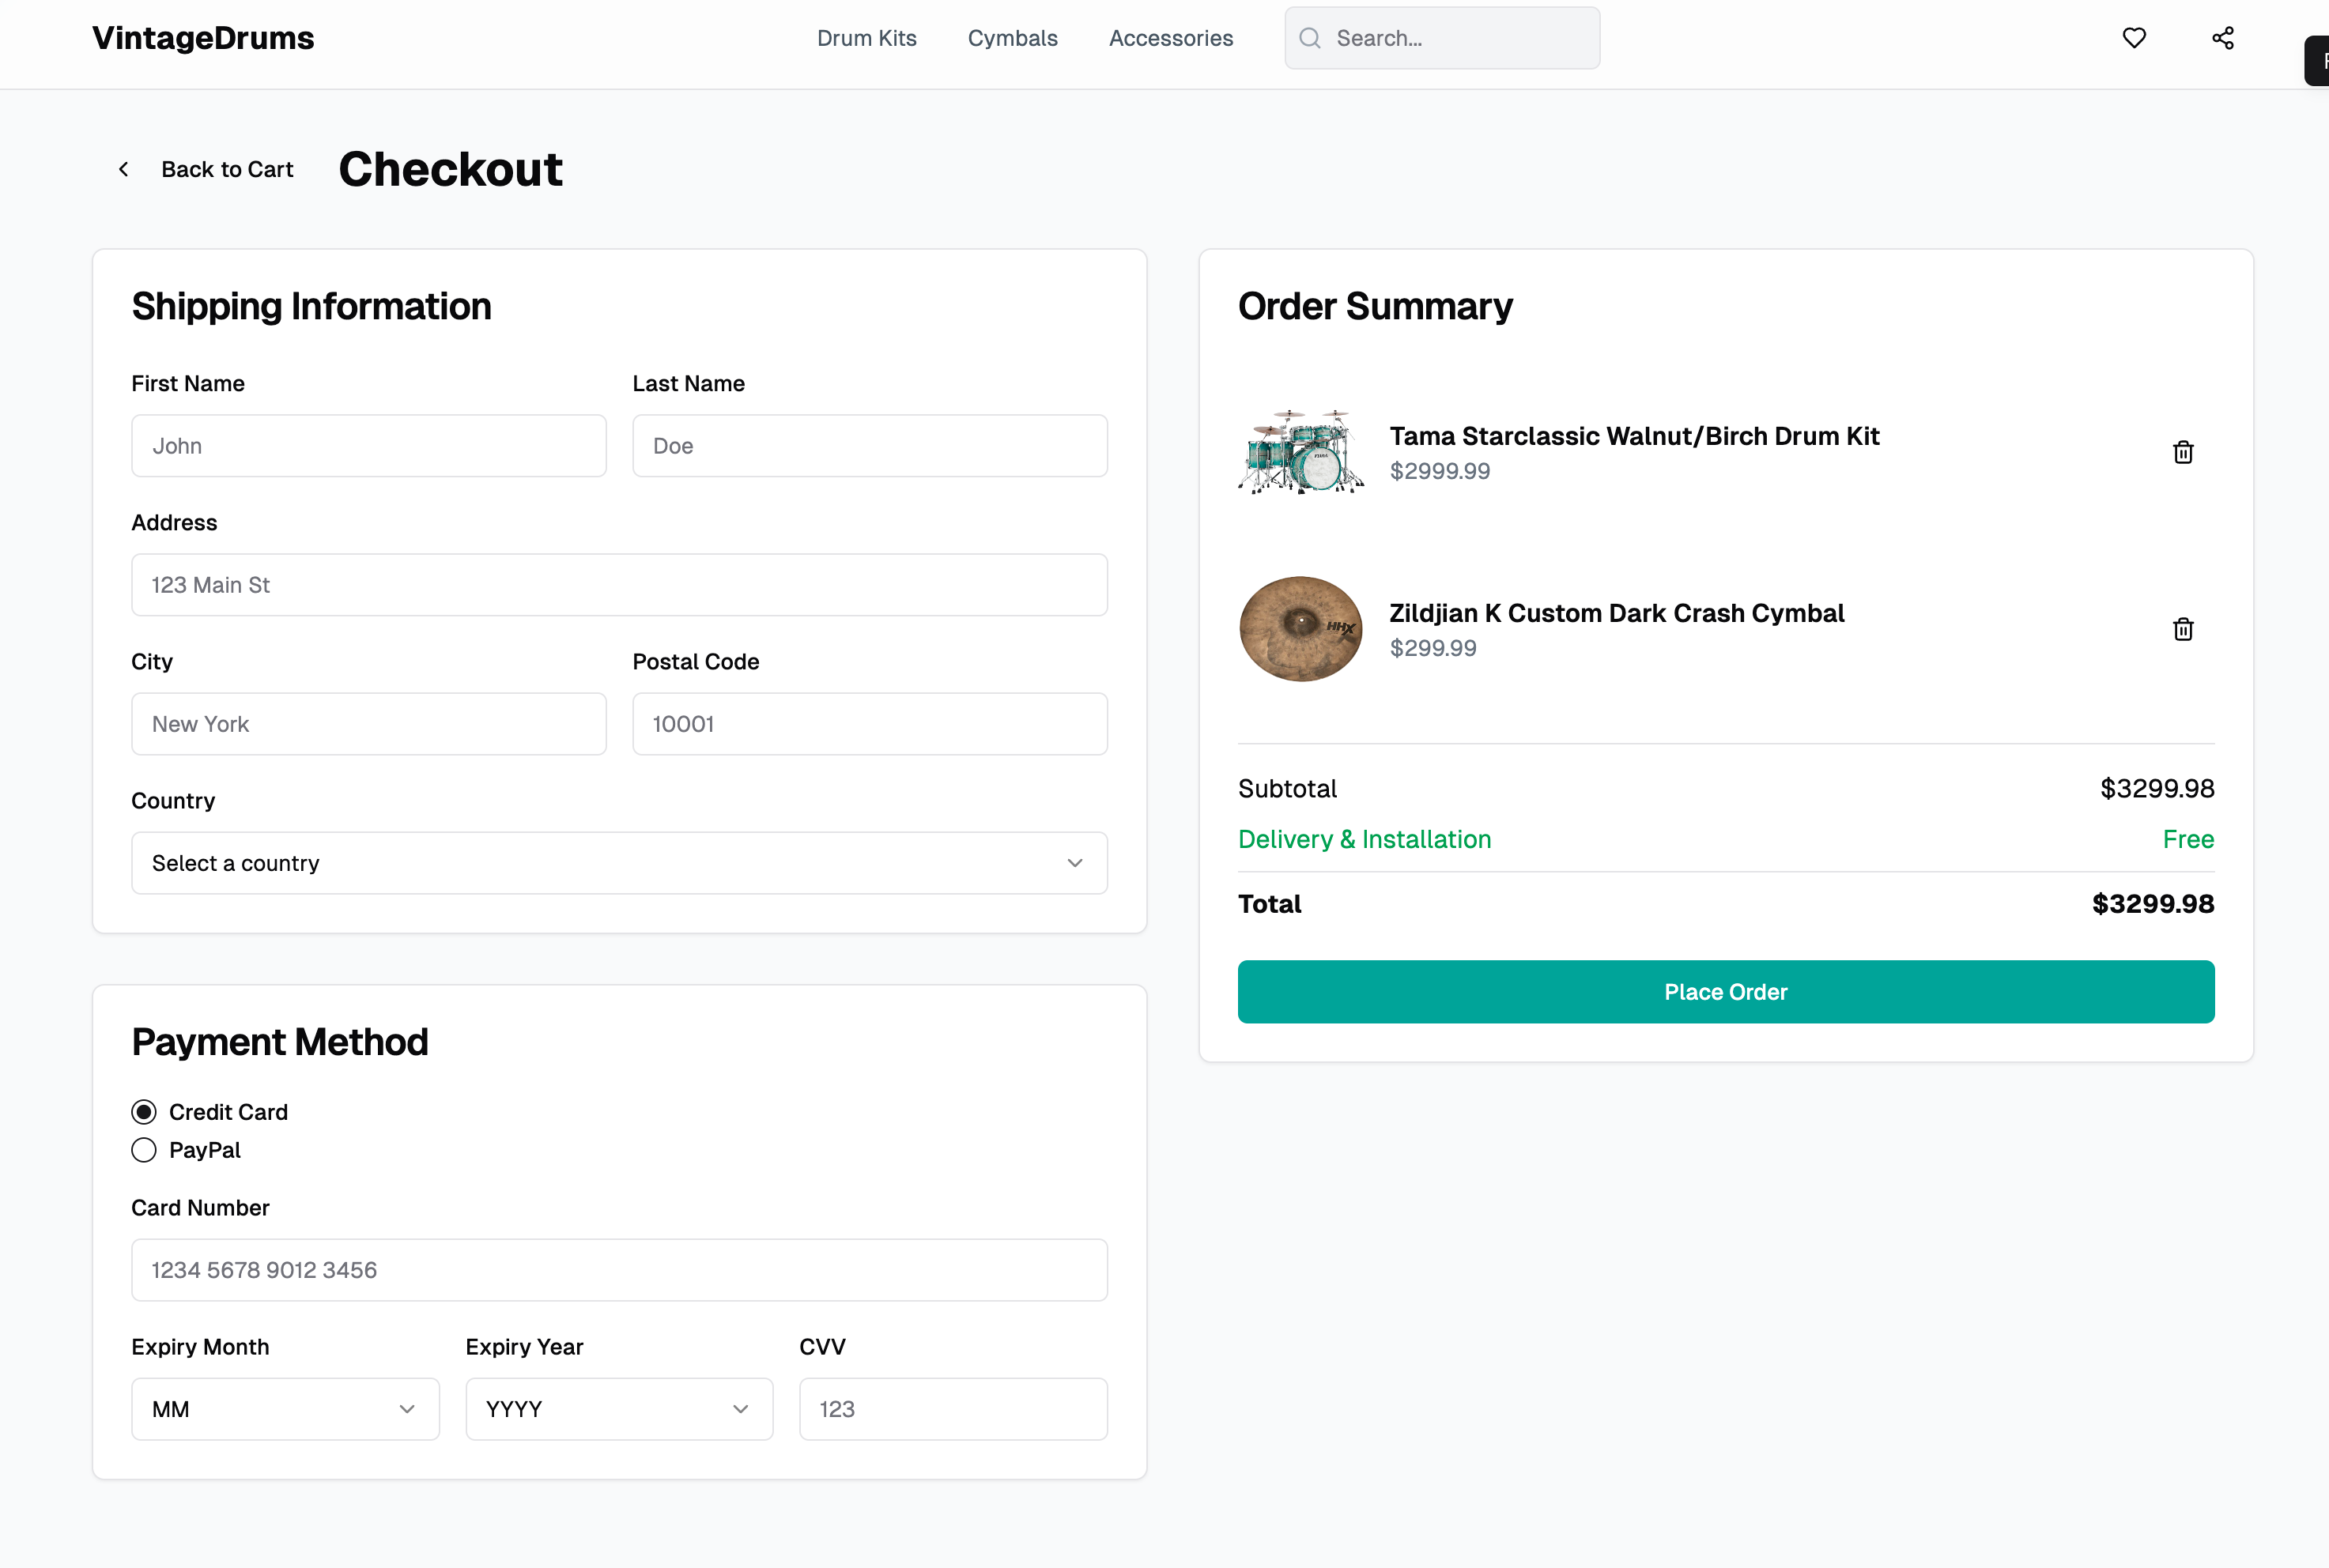 VintageDrums
Drum Kits
Cymbals
Accessories
Search...
Back to Cart
Checkout
Shipping Information
First Name
Last Name
John
Doe
Address
123 Main St
City
Postal Code
New York
10001
Country
Select a country
Payment Method
Credit Card
PayPal
Card Number
1234 5678 9012 3456
Expiry Month
Expiry Year
CVV
MM
YYYY
123
Order Summary
TAMA
Tama Starclassic Walnut/Birch Drum Kit
$2999.99
HHX
Zildjian K Custom Dark Crash Cymbal
$299.99
Subtotal
$3299.98
Delivery & Installation
Free
Total
$3299.98
Place Order